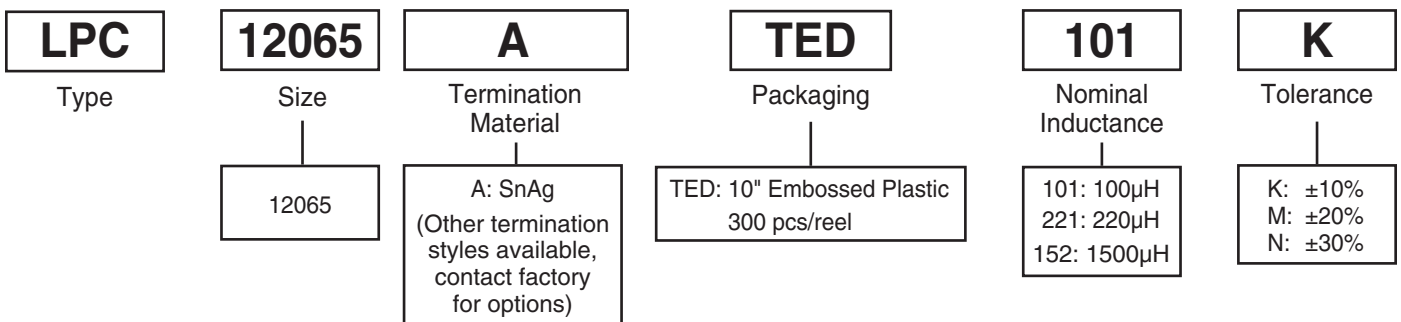 LPC 12065 A TED 101 K
Type Size Termination Material Packaging Nominal Inductance Tolerance
12065
A: SnAg
(Other termination
styles available,
contact factory
for options)
TED: 10" Embossed Plastic
300 pcs/reel
101: 100µH
221: 220µH
152: 1500µH
K: ±10%
M: ±20%
N: ±30%